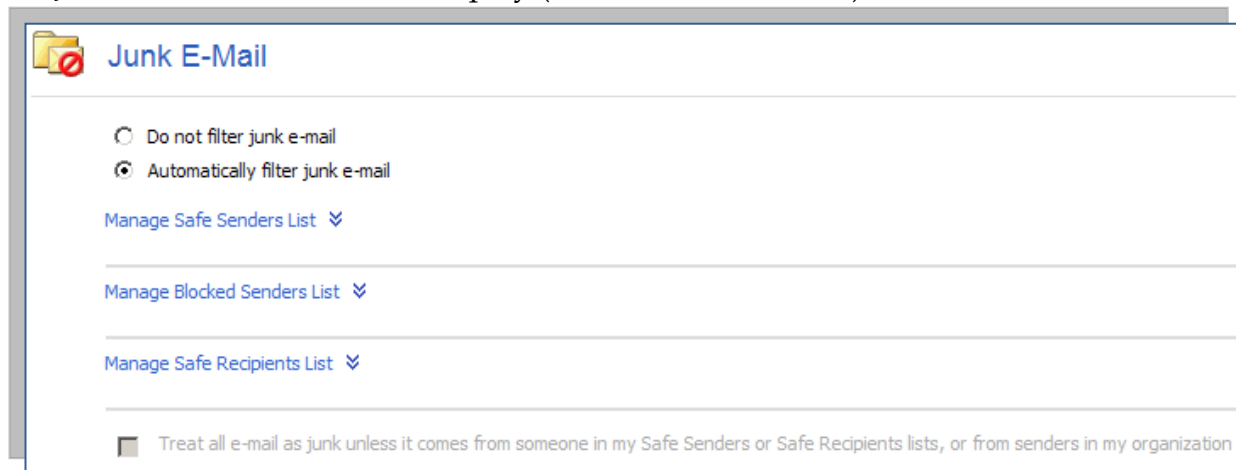 Junk E-Mail
Do not filter junk e-mail
Automatically filter junk e-mail
Manage Safe Senders List
Manage Blocked Senders List
Manage Safe Recipients List
Treat all e-mail as junk unless it comes from someone in my Safe Senders or Safe Recipients lists, or from senders in my organization